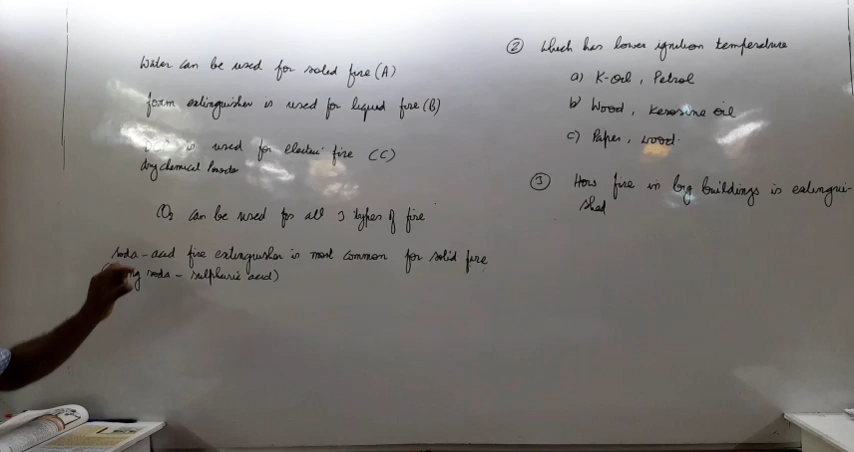 Water can be used for solid fire (A)
foam extinguisher is used for liquid fire (B)
is used for electric fire (C)
dry chemical Powder
CO2 can be used for all 3 types of fire
soda-acid fire extinguisher is most common for solid fire
soda - sulphuric acid)
② Which has lower ignition temperature
a) K-oil, Petrol
b) Wood, Kerosine oil
c) Paper, wood.
③ How fire in big buildings is extingui-
shed